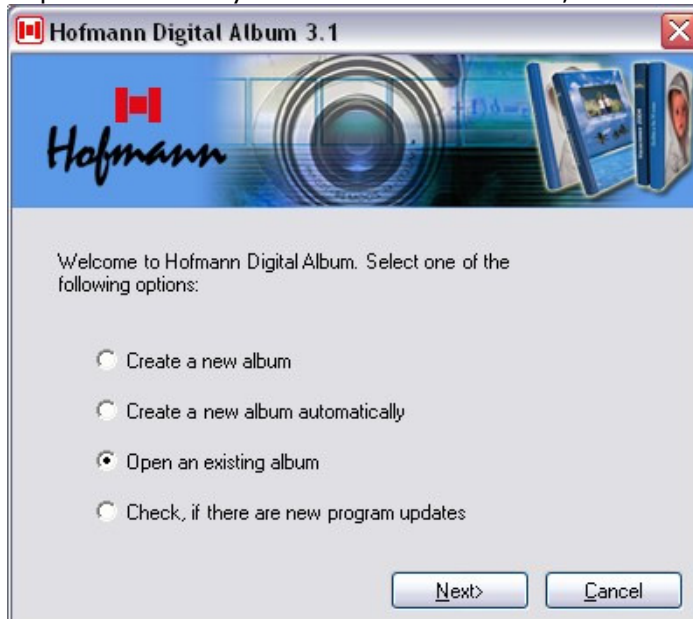 Hofmann Digital Album 3.1
Hofmann
Welcome to Hofmann Digital Album. Select one of the
following options:
Create a new album
Create a new album automatically
Open an existing album
Check, if there are new program updates
Next>
Cancel